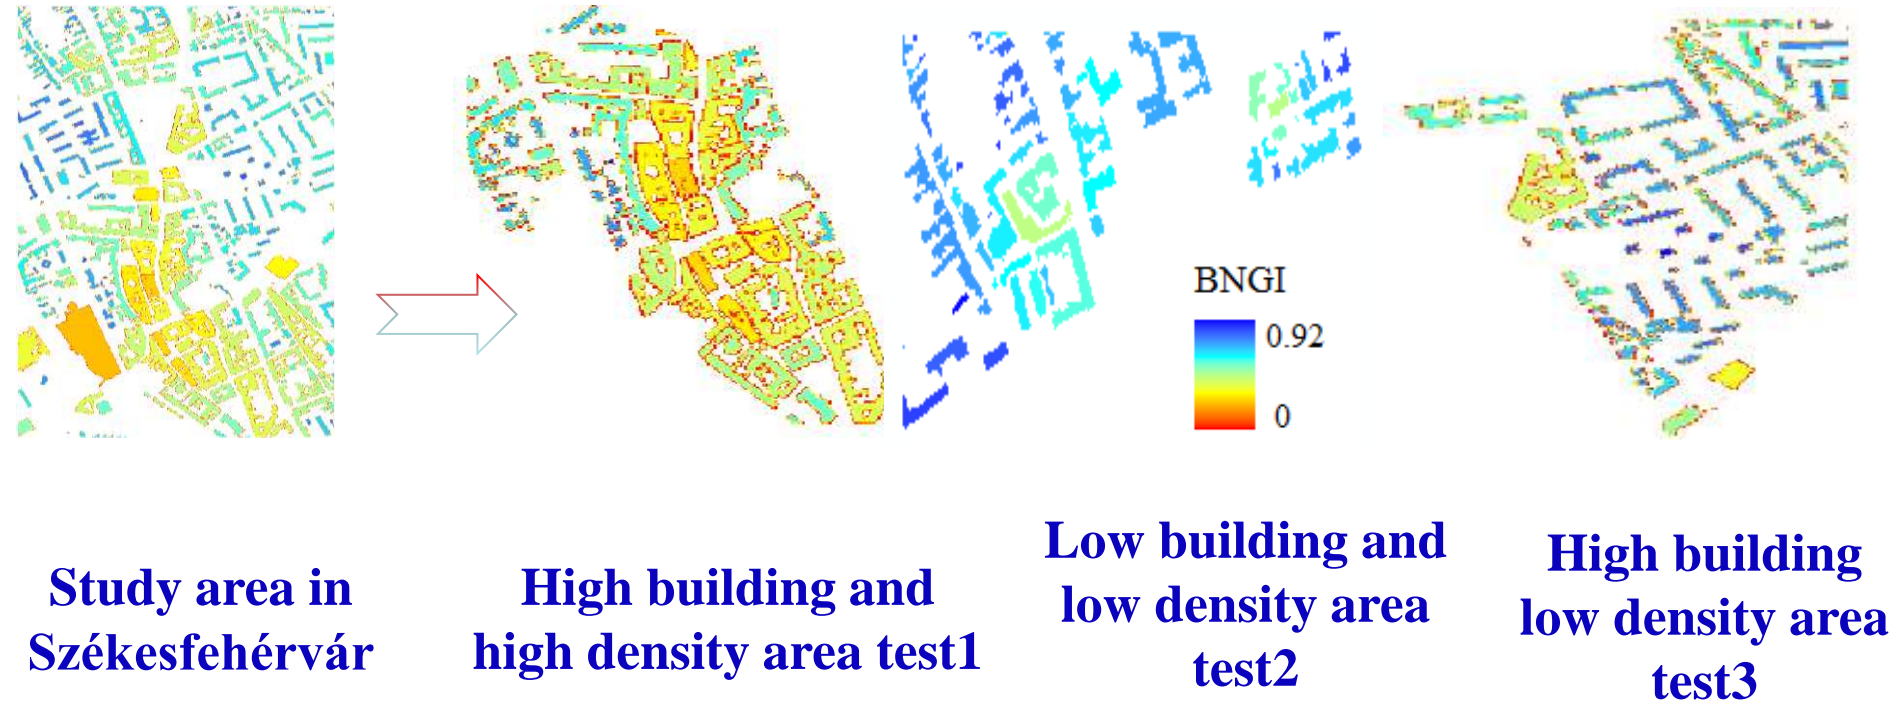 BNGI
0.92
0
Study area in
Székesfehérvár
High building and
high density area test1
Low building and
low density area
test2
High building
low density area
test3